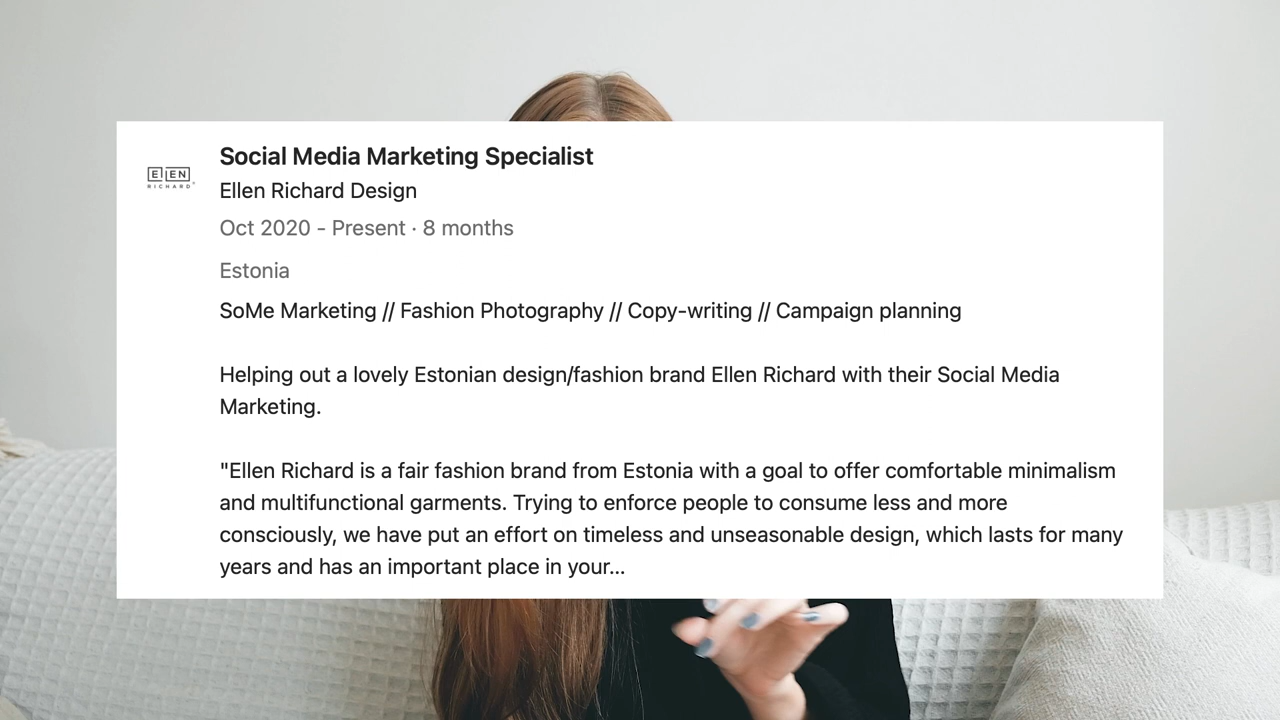 Social Media Marketing Specialist
ELLEN
RICHARD
Ellen Richard Design
Oct 2020 - Present · 8 months
Estonia
SoMe Marketing // Fashion Photography // Copy-writing // Campaign planning
Helping out a lovely Estonian design/fashion brand Ellen Richard with their Social Media
Marketing.
"Ellen Richard is a fair fashion brand from Estonia with a goal to offer comfortable minimalism
and multifunctional garments. Trying to enforce people to consume less and more
consciously, we have put an effort on timeless and unseasonable design, which lasts for many
years and has an important place in your...